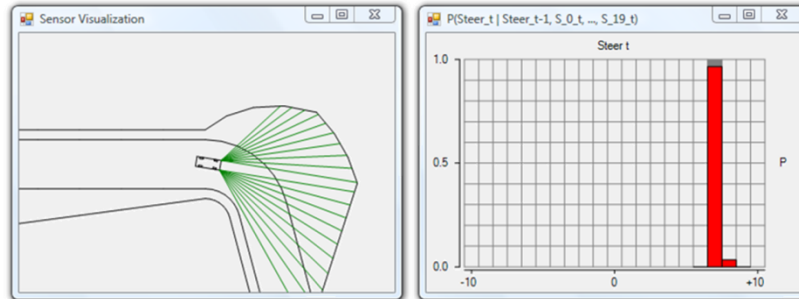 Sensor Visualization
P(Steer_t | Steer_t-1, S_0_t, ..., S_19_t)
Steer t
1.0
0.5
P
0.0
-10
0
+10